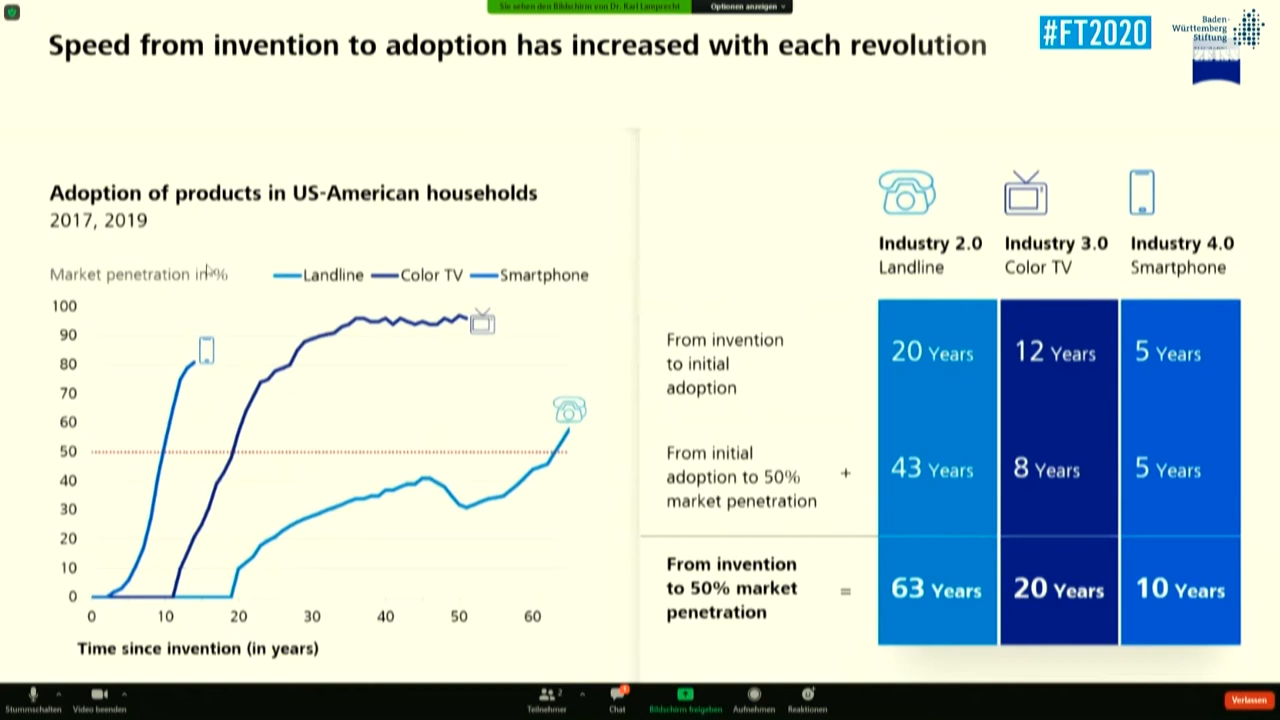 Sie sehen den Bildschirm von Dr. Karl Lamprecht
Optionen anzeigen
Speed from invention to adoption has increased with each revolution
#FT2020
Baden-
Württemberg
Stiftung
ZEISS
Adoption of products in US-American households
2017, 2019
Market penetration in %
Landline
Color TV
Smartphone
100
90
80
70
60
50
40
30
20
10
0
0 10 20 30 40 50 60
Time since invention (in years)
Industry 2.0
Landline
Industry 3.0
Color TV
Industry 4.0
Smartphone
From invention
to initial
adoption
20 Years
12 Years
5 Years
From initial
adoption to 50%
market penetration
+
43 Years
8 Years
5 Years
From invention
to 50% market
penetration
=
63 Years
20 Years
10 Years
Stummschalten
Video beenden
2
Teilnehmer
1
Chat
Bildschirm freigeben
Aufnehmen
Reaktionen
Verlassen